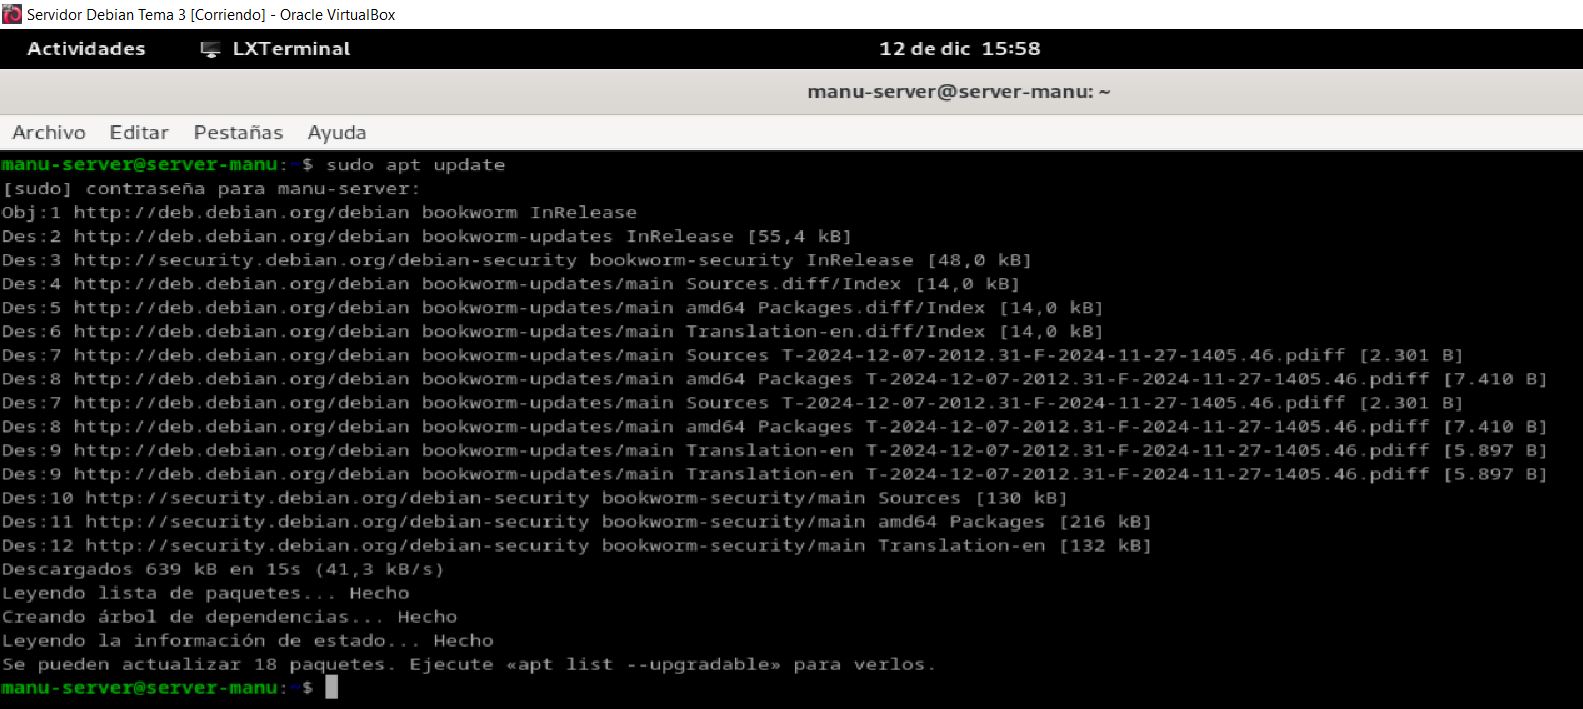 Servidor Debian Tema 3 [Corriendo] - Oracle VirtualBox
Actividades LXTerminal 12 de dic 15:58
manu-server@server-manu: ~
Archivo Editar Pestañas Ayuda
manu-server@server-manu:~$ sudo apt update
[sudo] contraseña para manu-server:
Obj:1 http://deb.debian.org/debian bookworm InRelease
Des:2 http://deb.debian.org/debian bookworm-updates InRelease [55,4 kB]
Des:3 http://security.debian.org/debian-security bookworm-security InRelease [48,0 kB]
Des:4 http://deb.debian.org/debian bookworm-updates/main Sources.diff/Index [14,0 kB]
Des:5 http://deb.debian.org/debian bookworm-updates/main amd64 Packages.diff/Index [14,0 kB]
Des:6 http://deb.debian.org/debian bookworm-updates/main Translation-en.diff/Index [14,0 kB]
Des:7 http://deb.debian.org/debian bookworm-updates/main Sources T-2024-12-07-2012.31-F-2024-11-27-1405.46.pdiff [2.301 B]
Des:8 http://deb.debian.org/debian bookworm-updates/main amd64 Packages T-2024-12-07-2012.31-F-2024-11-27-1405.46.pdiff [7.410 B]
Des:7 http://deb.debian.org/debian bookworm-updates/main Sources T-2024-12-07-2012.31-F-2024-11-27-1405.46.pdiff [2.301 B]
Des:8 http://deb.debian.org/debian bookworm-updates/main amd64 Packages T-2024-12-07-2012.31-F-2024-11-27-1405.46.pdiff [7.410 B]
Des:9 http://deb.debian.org/debian bookworm-updates/main Translation-en T-2024-12-07-2012.31-F-2024-11-27-1405.46.pdiff [5.897 B]
Des:9 http://deb.debian.org/debian bookworm-updates/main Translation-en T-2024-12-07-2012.31-F-2024-11-27-1405.46.pdiff [5.897 B]
Des:10 http://security.debian.org/debian-security bookworm-security/main Sources [130 kB]
Des:11 http://security.debian.org/debian-security bookworm-security/main amd64 Packages [216 kB]
Des:12 http://security.debian.org/debian-security bookworm-security/main Translation-en [132 kB]
Descargados 639 kB en 15s (41,3 kB/s)
Leyendo lista de paquetes... Hecho
Creando árbol de dependencias... Hecho
Leyendo la información de estado... Hecho
Se pueden actualizar 18 paquetes. Ejecute «apt list --upgradable» para verlos.
manu-server@server-manu:~$